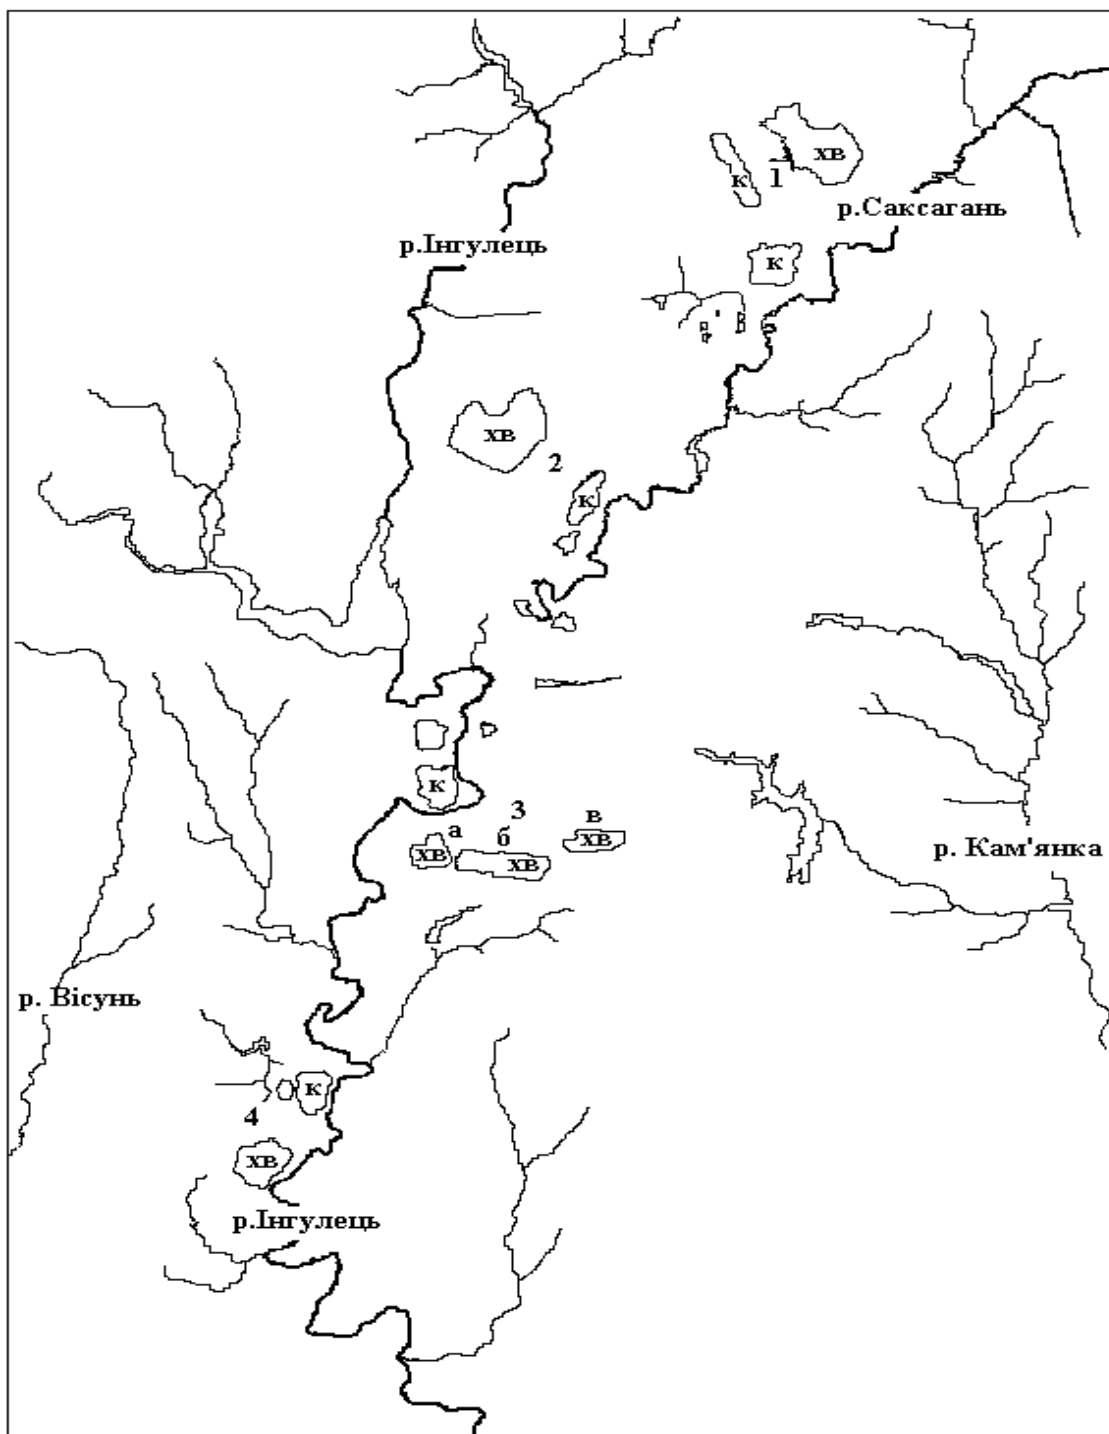 хв
к
1
р.Саксагань
р.Інгулець
к
хв
2
к
к
3
а
б
в
хв
хв
хв
р. Кам'янка
р. Вісунь
к
4
хв
р.Інгулець